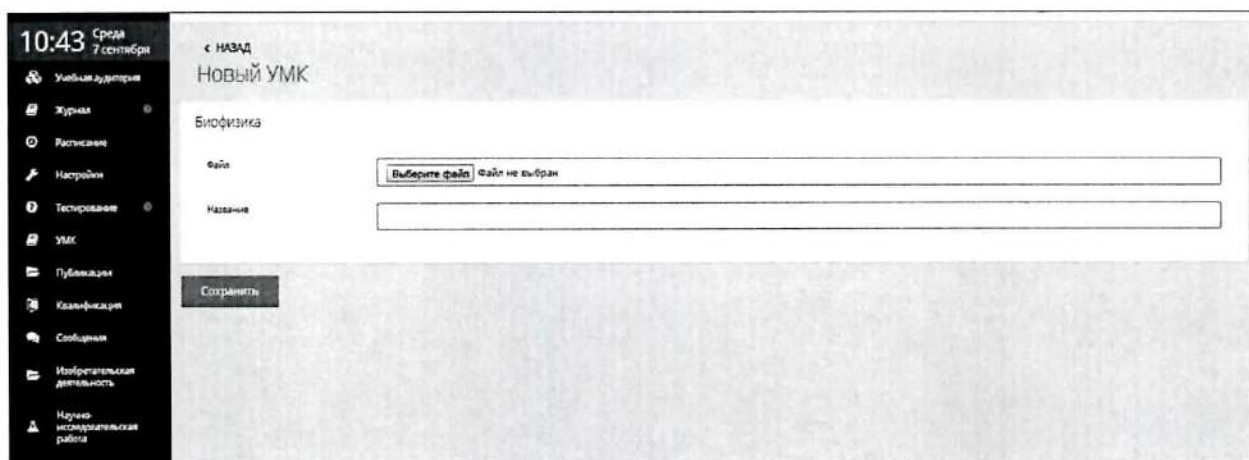 10:43 Среда
7 сентября
Учебная аудитория
Журнал
Расписание
Настройки
Тестирование
УМК
Публикации
Квалификация
Сообщения
Изобретательская
деятельность
Научно-
исследовательская
работа
< НАЗАД
Новый УМК
Биофизика
Файл
Выберите файл Файл не выбран
Название
Сохранить